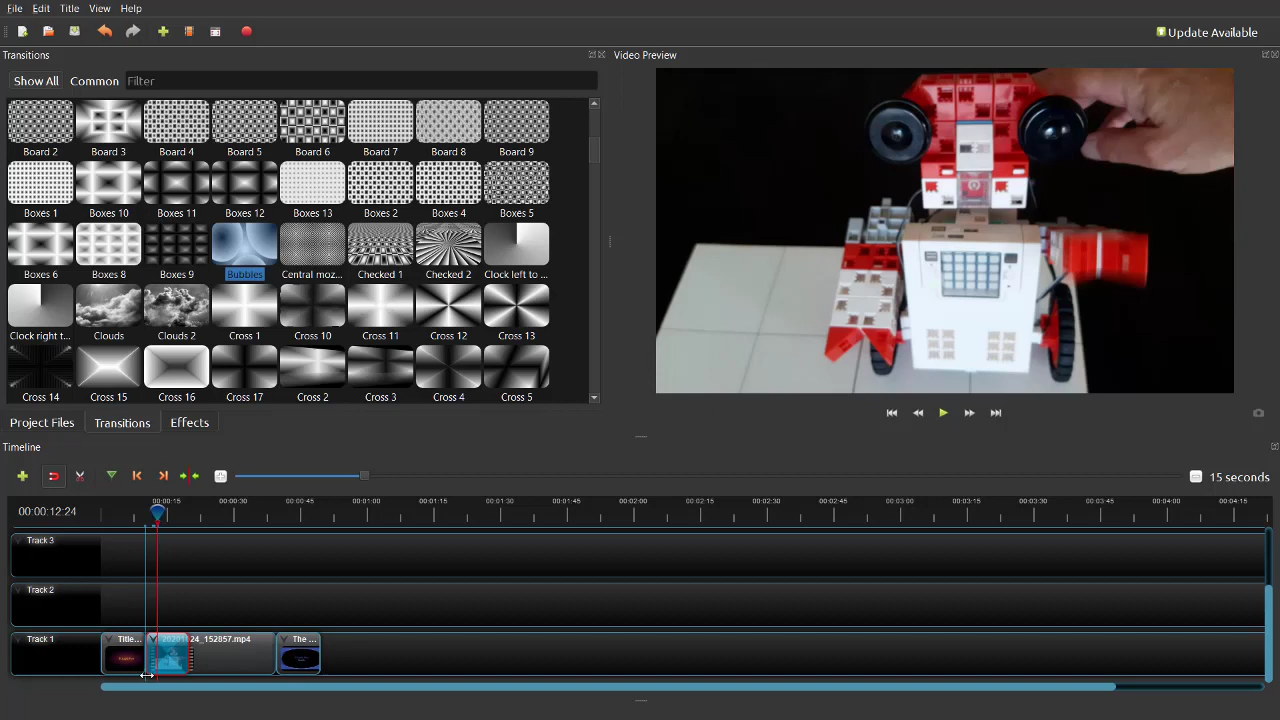 File Edit Title View Help
Update Available
Transitions
Video Preview
Show All Common Filter
Board 2 Board 3 Board 4 Board 5 Board 6 Board 7 Board 8 Board 9
Boxes 1 Boxes 10 Boxes 11 Boxes 12 Boxes 13 Boxes 2 Boxes 4 Boxes 5
Boxes 6 Boxes 8 Boxes 9 Bubbles Central moz... Checked 1 Checked 2 Clock left to ...
Clock right t... Clouds Clouds 2 Cross 1 Cross 10 Cross 11 Cross 12 Cross 13
Cross 14 Cross 15 Cross 16 Cross 17 Cross 2 Cross 3 Cross 4 Cross 5
Project Files Transitions Effects
Timeline
15 seconds
00:00:12:24
00:00:15 00:00:30 00:00:45 00:01:00 00:01:15 00:01:30 00:01:45 00:02:00 00:02:15 00:02:30 00:02:45 00:03:00 00:03:15 00:03:30 00:03:45 00:04:00 00:04:15
Track 3
Track 2
Track 1
Title...
152857.mp4
The ...